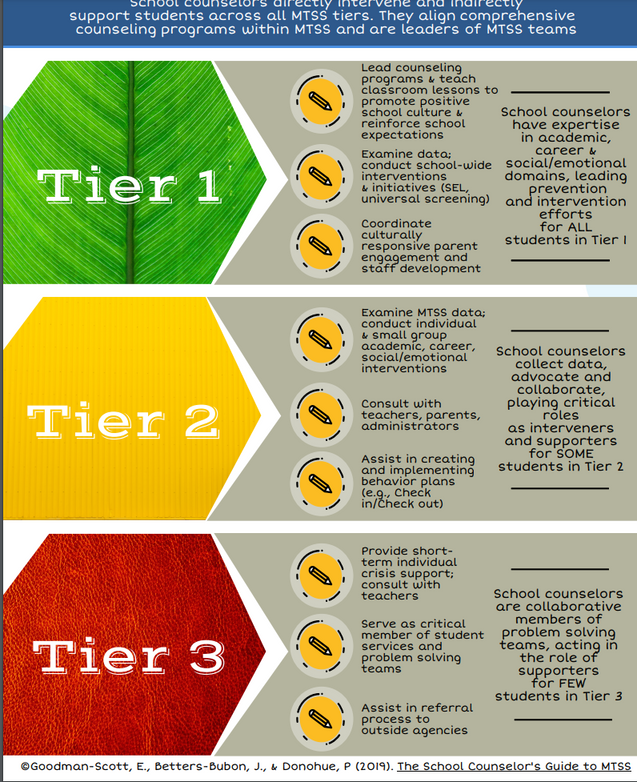 School counselors directly intervene and indirectly
support students across all MTSS tiers. They align comprehensive
counseling programs within MTSS and are leaders of MTSS teams
Tier 1
Lead counseling
programs & teach
classroom lessons to
promote positive
school culture &
reinforce school
expectations
Examine data;
conduct school-wide
interventions
& initiatives (SEL,
universal screening)
Coordinate
culturally
responsive parent
engagement and
staff development
School counselors
have expertise
in academic,
career &
social/emotional
domains, leading
prevention
and intervention
efforts
for ALL
students in Tier 1
Tier 2
Examine MTSS data;
conduct individual
& small group
academic, career,
social/emotional
interventions
Consult with
teachers, parents,
administrators
Assist in creating
and implementing
behavior plans
(e.g., Check
in/Check out)
School counselors
collect data,
advocate and
collaborate,
playing critical
roles
as interveners
and supporters
for SOME
students in Tier 2
Tier 3
Provide short-
term individual
crisis support;
consult with
teachers
Serve as critical
member of student
services and
problem solving
teams
Assist in referral
process to
outside agencies
School counselors
are collaborative
members of
problem solving
teams, acting in
the role of
supporters
for FEW
students in Tier 3
©Goodman-Scott, E., Betters-Bubon, J., & Donohue, P (2019). The School Counselor's Guide to MTSS